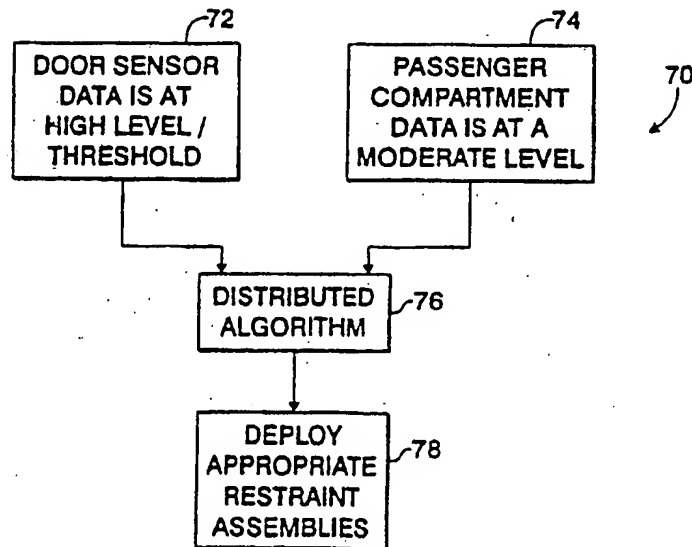 72
DOOR SENSOR
DATA IS AT
HIGH LEVEL /
THRESHOLD
74
PASSENGER
COMPARTMENT
DATA IS AT A
MODERATE LEVEL
70
DISTRIBUTED
ALGORITHM
76
DEPLOY
APPROPRIATE
RESTRAINT
ASSEMBLIES
78